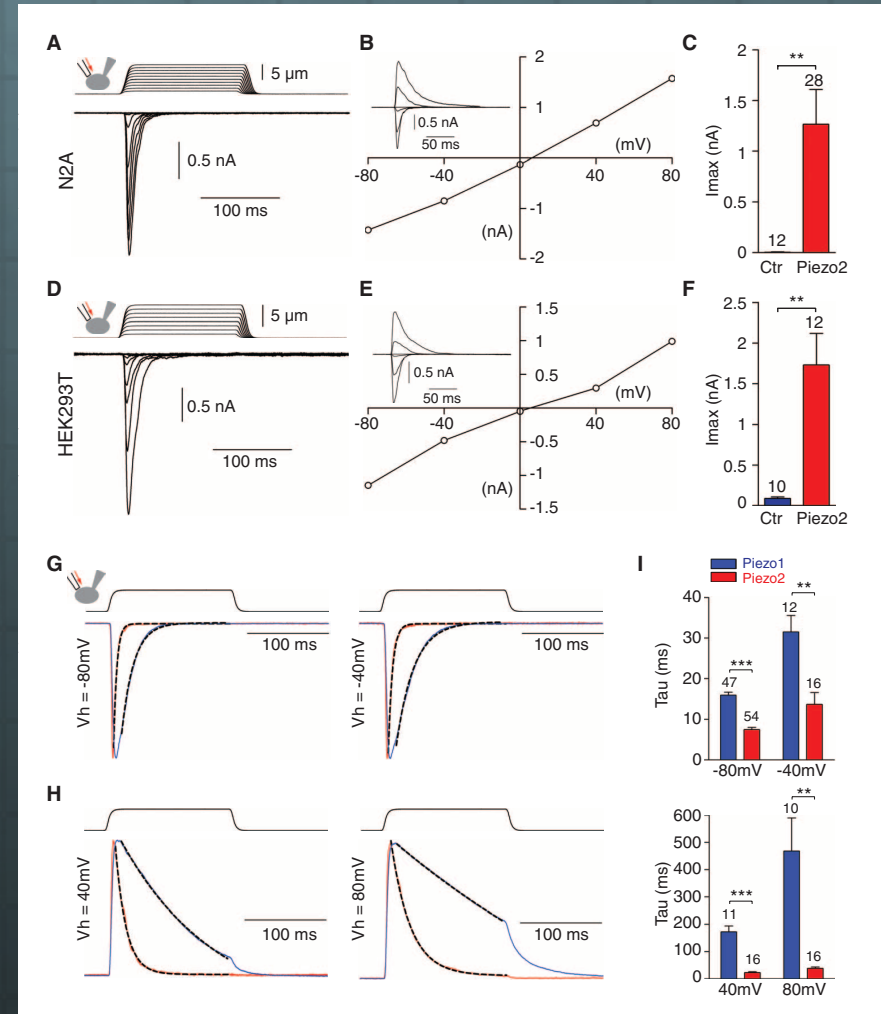 A
5 µm
N2A
0.5 nA
100 ms
B
2
1
0.5 nA
50 ms
(mV)
-80
-40
40
80
-1
(nA)
-2
C
2
**
28
1.5
Imax (nA)
1
0.5
12
0
Ctr
Piezo2
D
5 µm
HEK293T
0.5 nA
100 ms
E
1.5
1
0.5 nA
0.5
50 ms
(mV)
-80
-40
40
80
-0.5
-1
(nA)
-1.5
F
2.5
**
12
2
1.5
Imax (nA)
1
0.5
10
0
Ctr
Piezo2
G
Vh = -80mV
100 ms
Vh = -40mV
100 ms
H
Vh = 40mV
100 ms
Vh = 80mV
100 ms
I
Piezo1
Piezo2
40
12
**
30
Tau (ms)
20
***
47
16
10
54
0
-80mV
-40mV
600
10
**
500
400
Tau (ms)
300
200
***
11
100
16
16
0
40mV
80mV